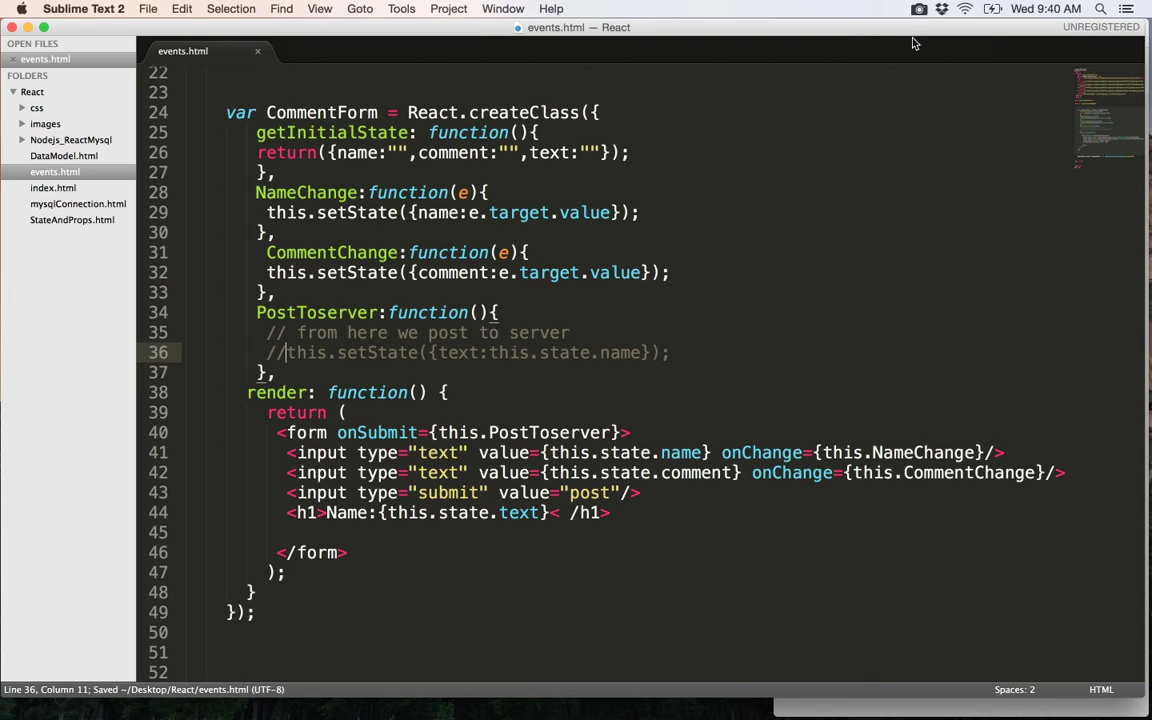 Sublime Text 2 File Edit Selection Find View Goto Tools Project Window Help Wed 9:40 AM
events.html — React UNREGISTERED
OPEN FILES
events.html
FOLDERS
React
css
images
Nodejs_ReactMysql
DataModel.html
events.html
index.html
mysqlConnection.html
StateAndProps.html
events.html
22
23
24 var CommentForm = React.createClass({
25 getInitialState: function(){
26 return({name:"",comment:"",text:""});
27 },
28 NameChange:function(e){
29 this.setState({name:e.target.value});
30 },
31 CommentChange:function(e){
32 this.setState({comment:e.target.value});
33 },
34 PostToserver:function(){
35 // from here we post to server
36 //this.setState({text:this.state.name});
37 },
38 render: function() {
39 return (
40 <form onSubmit={this.PostToserver}>
41 <input type="text" value={this.state.name} onChange={this.NameChange}/>
42 <input type="text" value={this.state.comment} onChange={this.CommentChange}/>
43 <input type="submit" value="post"/>
44 <h1>Name:{this.state.text}< /h1>
45
46 </form>
47 );
48 }
49 });
50
51
52
Line 36, Column 11; Saved ~/Desktop/React/events.html (UTF-8) Spaces: 2 HTML